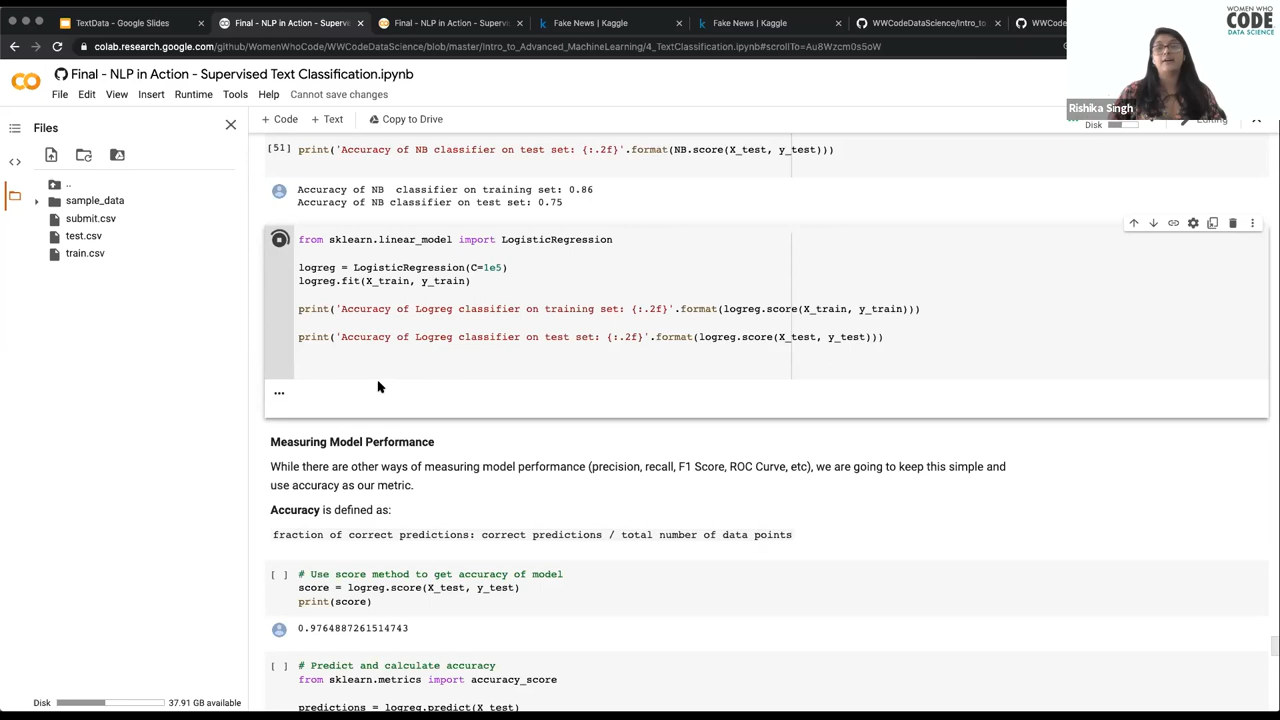 TextData - Google Slides
Final - NLP in Action - Supervis
Final - NLP in Action - Supervis
Fake News | Kaggle
Fake News | Kaggle
WWCodeDataScience/Intro_to
WWCod
colab.research.google.com/github/WomenWhoCode/WWCodeDataScience/blob/master/Intro_to_Advanced_MachineLearning/4_TextClassification.ipynb#scrollTo=Au8Wzcm0s5oW
WOMEN WHO
CODE
DATA SCIENCE
Rishika Singh
Final - NLP in Action - Supervised Text Classification.ipynb
File Edit View Insert Runtime Tools Help Cannot save changes
Files
+ Code + Text Copy to Drive
Disk
Editing
..
sample_data
submit.csv
test.csv
train.csv
[51] print('Accuracy of NB classifier on test set: {:.2f}'.format(NB.score(X_test, y_test)))
Accuracy of NB  classifier on training set: 0.86
Accuracy of NB classifier on test set: 0.75
from sklearn.linear_model import LogisticRegression
logreg = LogisticRegression(C=1e5)
logreg.fit(X_train, y_train)
print('Accuracy of Logreg classifier on training set: {:.2f}'.format(logreg.score(X_train, y_train)))
print('Accuracy of Logreg classifier on test set: {:.2f}'.format(logreg.score(X_test, y_test)))
...
Measuring Model Performance
While there are other ways of measuring model performance (precision, recall, F1 Score, ROC Curve, etc), we are going to keep this simple and
use accuracy as our metric.
Accuracy is defined as:
fraction of correct predictions: correct predictions / total number of data points
[ ] # Use score method to get accuracy of model
score = logreg.score(X_test, y_test)
print(score)
0.9764887261514743
[ ] # Predict and calculate accuracy
from sklearn.metrics import accuracy_score
predictions = logreg.predict(X_test)
Disk 37.91 GB available